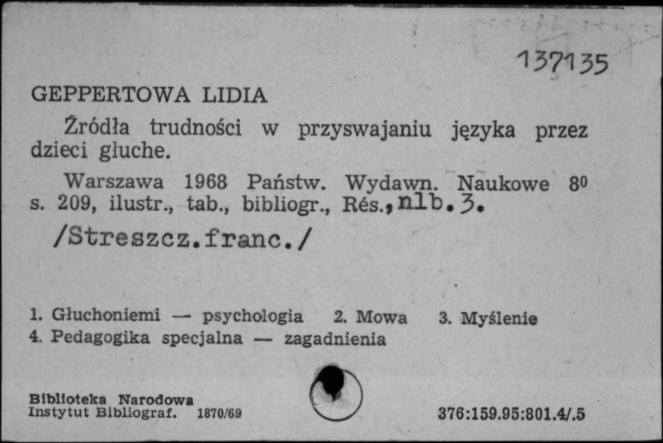 137135
GEPPERTOWA LIDIA
Źródła trudności w przyswajaniu języka przez
dzieci głuche.
Warszawa 1968 Państw. Wydawn. Naukowe 8⁰
s. 209, ilustr., tab., bibliogr., Rés., nlb. 3.
/Streszcz.franc./
1. Głuchoniemi — psychologia 2. Mowa 3. Myślenie
4. Pedagogika specjalna — zagadnienia
Biblioteka Narodowa
Instytut Bibliograf. 1870/69
376:159.95:801.4/.5